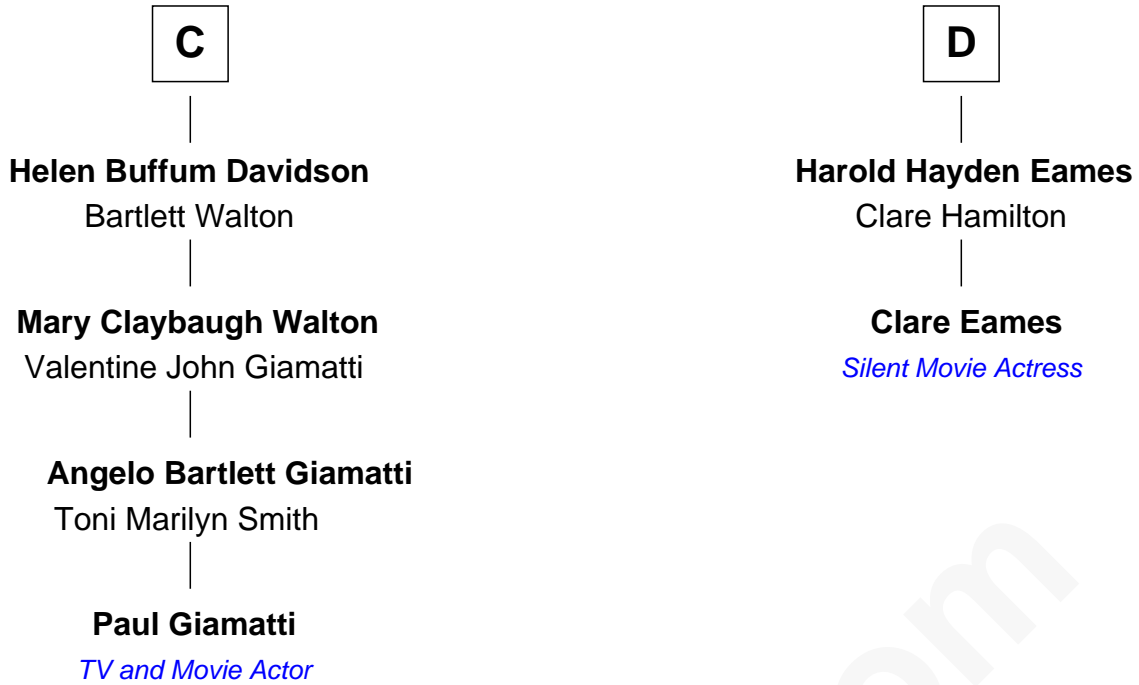 C
Helen Buffum Davidson
Bartlett Walton
Mary Claybaugh Walton
Valentine John Giamatti
Angelo Bartlett Giamatti
Toni Marilyn Smith
Paul Giamatti
TV and Movie Actor
D
Harold Hayden Eames
Clare Hamilton
Clare Eames
Silent Movie Actress
om